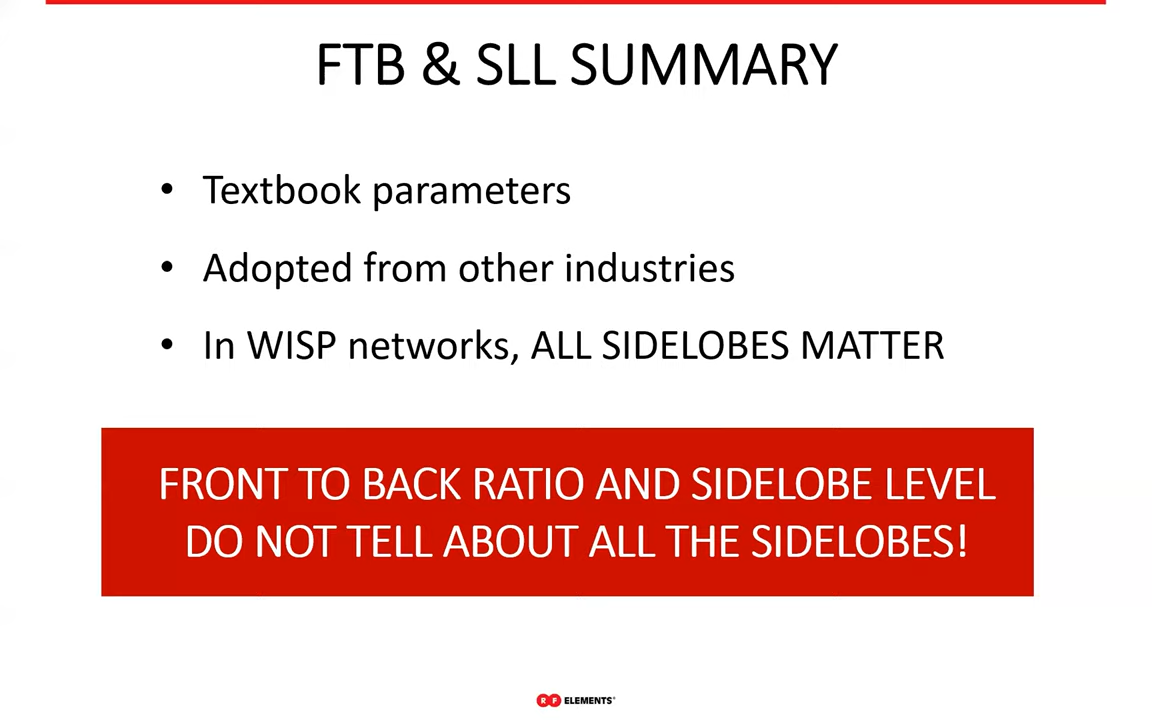 FTB & SLL SUMMARY
• Textbook parameters
• Adopted from other industries
• In WISP networks, ALL SIDELOBES MATTER
FRONT TO BACK RATIO AND SIDELOBE LEVEL
DO NOT TELL ABOUT ALL THE SIDELOBES!
RF ELEMENTS